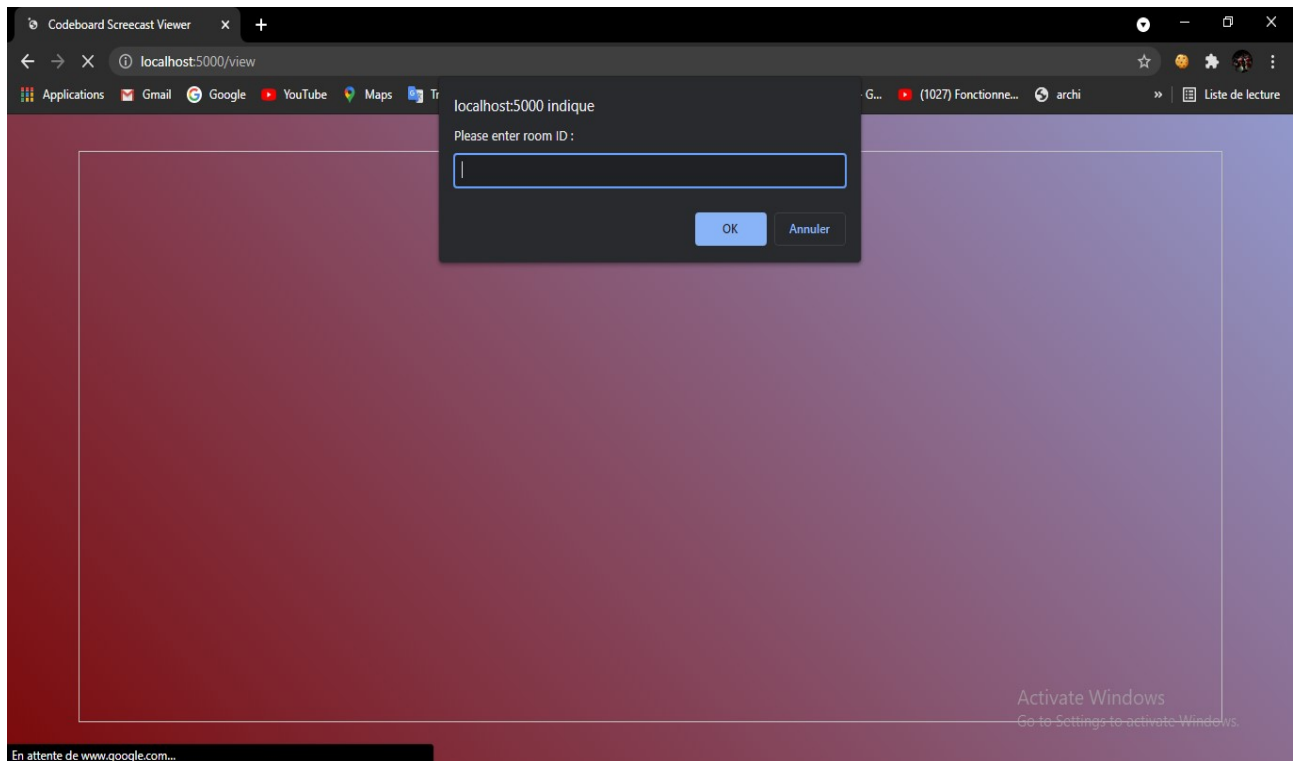 Codeboard Screecast Viewer
localhost:5000/view
Applications Gmail Google YouTube Maps Tr G... (1027) Fonctionne... archi » Liste de lecture
localhost:5000 indique
Please enter room ID :
OK Annuler
Activate Windows
Go to Settings to activate Windows.
En attente de www.google.com...